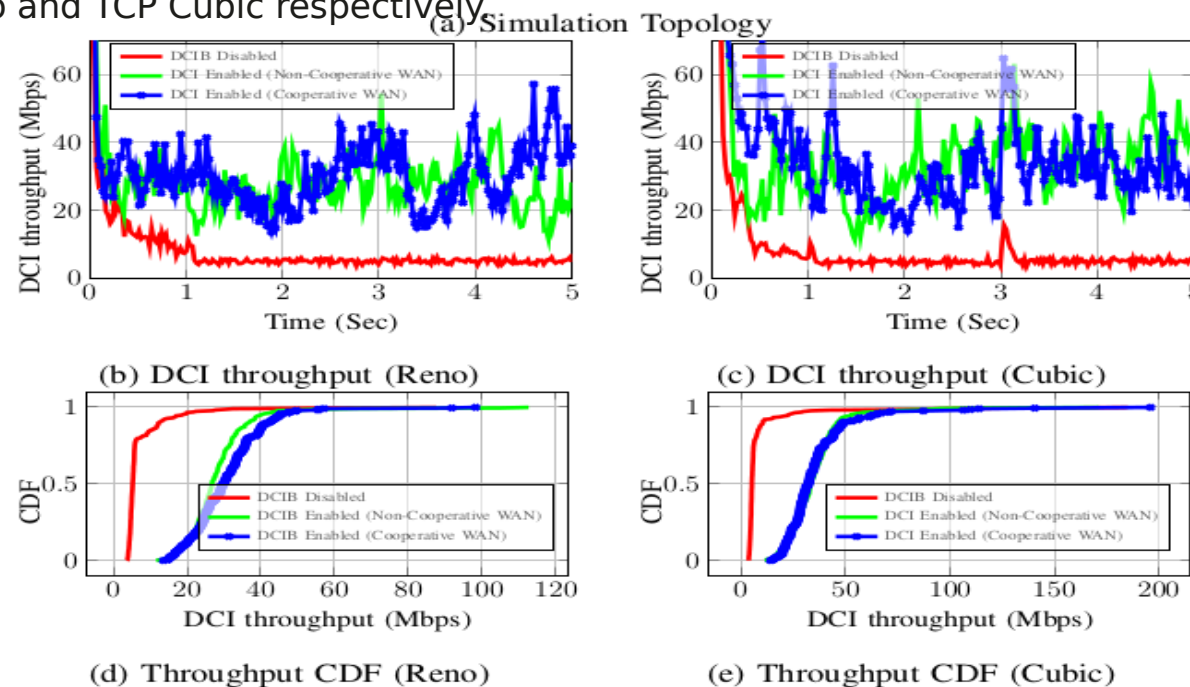 o and TCP Cubic respectively.
(a) Simulation Topology
DCI throughput (Mbps)
60
40
20
0
DCIB Disabled
DCI Enabled (Non-Cooperative WAN)
DCI Enabled (Cooperative WAN)
0 1 2 3 4 5
Time (Sec)
(b) DCI throughput (Reno)
DCI throughput (Mbps)
60
40
20
0
DCIB Disabled
DCI Enabled (Non-Cooperative WAN)
DCI Enabled (Cooperative WAN)
0 1 2 3 4 5
Time (Sec)
(c) DCI throughput (Cubic)
CDF
1
0.5
0
DCIB Disabled
DCIB Enabled (Non-Cooperative WAN)
DCIB Enabled (Cooperative WAN)
0 20 40 60 80 100 120
DCI throughput (Mbps)
(d) Throughput CDF (Reno)
CDF
1
0.5
0
DCIB Disabled
DCI Enabled (Non-Cooperative WAN)
DCI Enabled (Cooperative WAN)
0 50 100 150 200
DCI throughput (Mbps)
(e) Throughput CDF (Cubic)